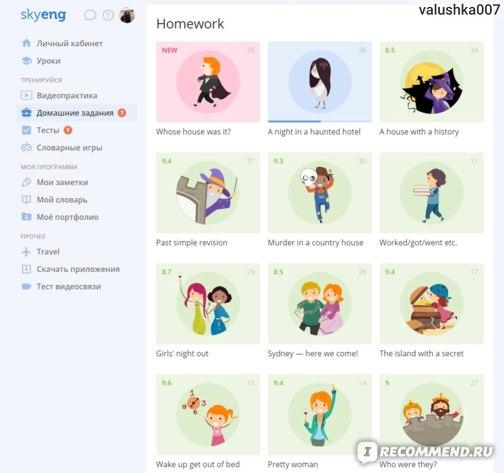 valushka007
skyeng
Личный кабинет
Уроки
ТРЕНИРУЙСЯ
Видеопрактика
Домашние задания 1
Тесты 1
Словарные игры
МОЯ ПРОГРАММА
Мои заметки
Мой словарь
Моё портфолио
ПРОЧЕЕ
Travel
Скачать приложения
Тест видеосвязи
Homework
NEW 35
36
8.5 34
Whose house was it?
A night in a haunted hotel
A house with a history
9.4 31
9.3 30
11
Past simple revision
Murder in a country house
Worked/got/went etc.
8.7 29
8.5 28
9.4 17
Girls' night out
Sydney — here we come!
The island with a secret
9.6 15
9.4 14
9 27
Wake up get out of bed
Pretty woman
Who were they?
IRECOMMEND.RU